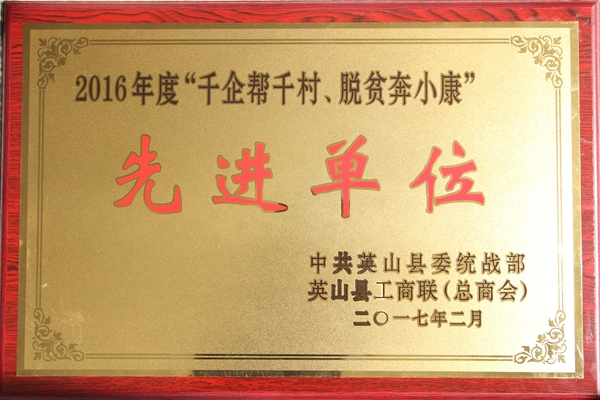 2016年度“千企帮千村、脱贫奔小康”
先进单位
中共英山县委统战部
英山县工商联(总商会)
二〇一七年二月